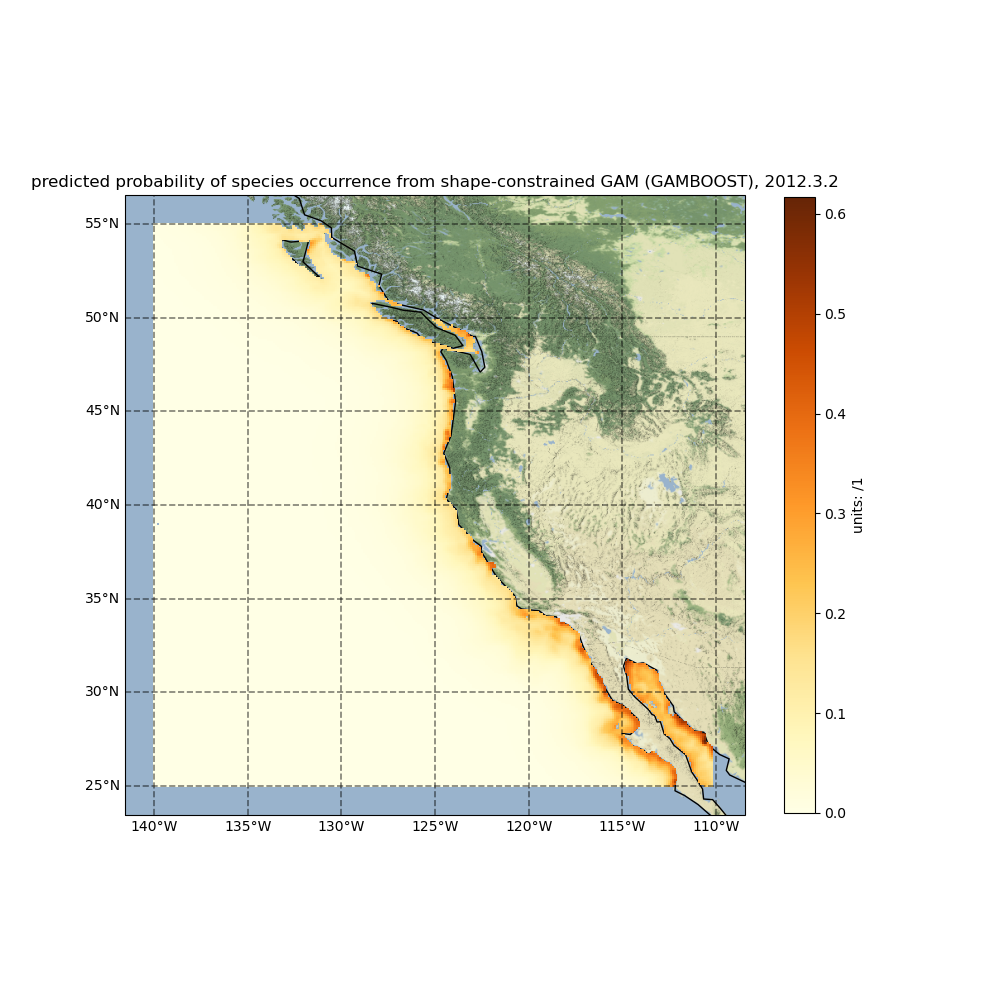 predicted probability of species occurrence from shape-constrained GAM (GAMBOOST), 2012.3.2
55°N
50°N
45°N
40°N
35°N
30°N
25°N
140°W 135°W 130°W 125°W 120°W 115°W 110°W
0.6
0.5
0.4
0.3
0.2
0.1
0.0
units: /1